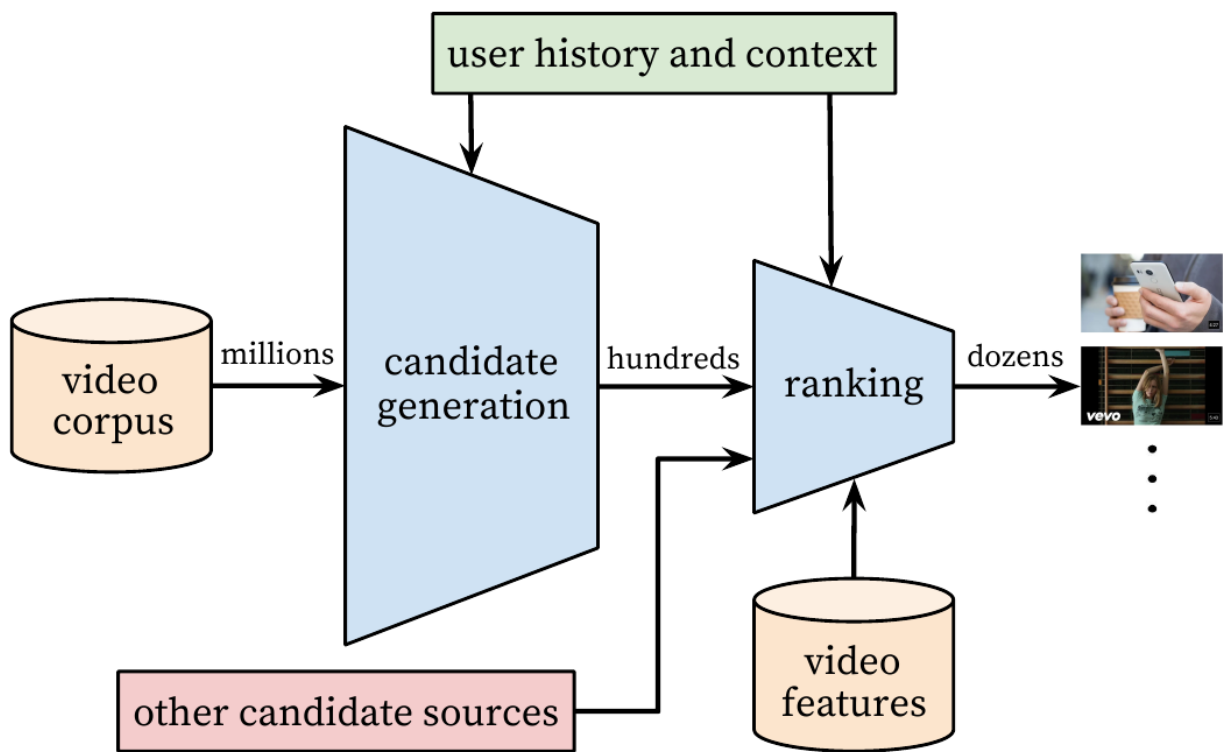 user history and context
millions
hundreds
dozens
video
corpus
candidate
generation
ranking
vevo
other candidate sources
video
features